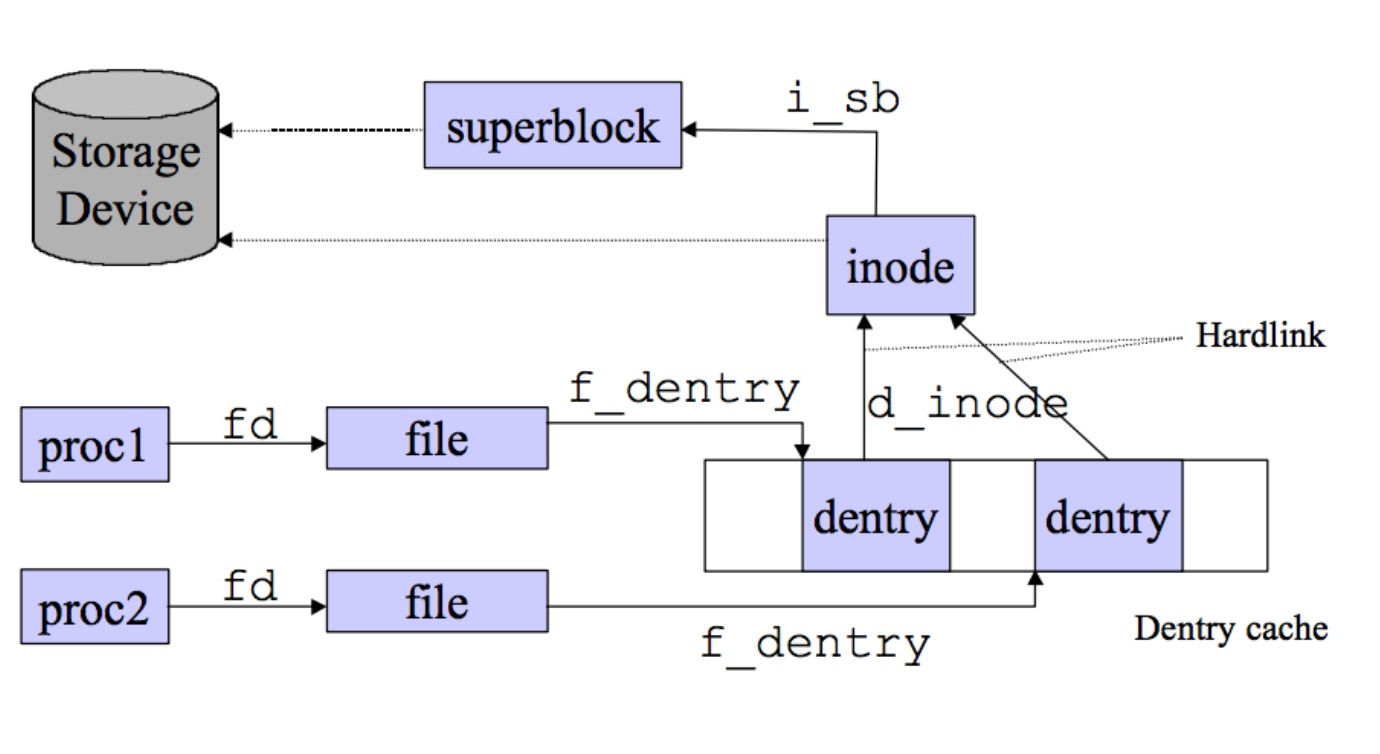 i_sb
superblock
Storage
Device
inode
Hardlink
f_dentry
d_inode
proc1
fd
file
dentry
dentry
proc2
fd
file
f_dentry
Dentry cache